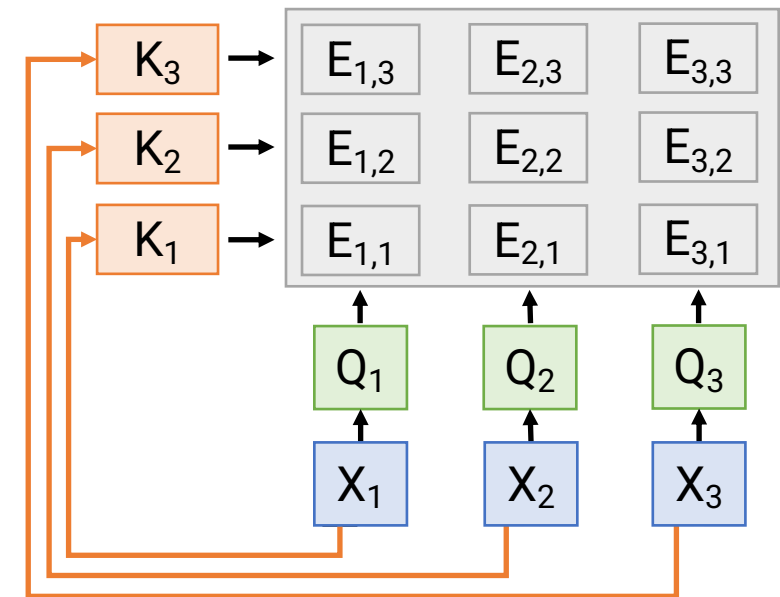 K₃ E₁,₃ E₂,₃ E₃,₃
K₂ E₁,₂ E₂,₂ E₃,₂
K₁ E₁,₁ E₂,₁ E₃,₁
Q₁ Q₂ Q₃
X₁ X₂ X₃